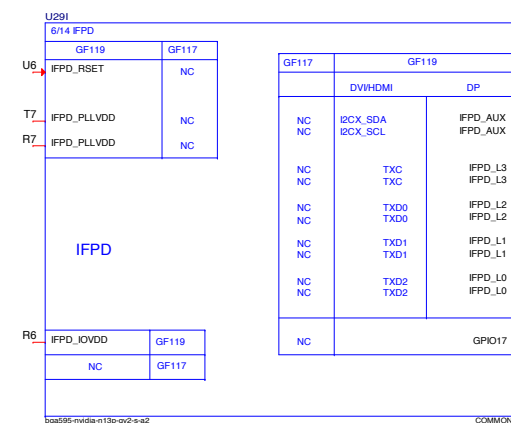 U29I
6/14 IFPD
GF119 GF117
U6 IFPD_RSET NC
T7 IFPD_PLLVDD NC
R7 IFPD_PLLVDD NC
IFPD
R6 IFPD_IOVDD GF119
NC GF117
GF117 GF119
DVI/HDMI DP
NC I2CX_SDA IFPD_AUX
NC I2CX_SCL IFPD_AUX
NC TXC IFPD_L3
NC TXC IFPD_L3
NC TXD0 IFPD_L2
NC TXD0 IFPD_L2
NC TXD1 IFPD_L1
NC TXD1 IFPD_L1
NC TXD2 IFPD_L0
NC TXD2 IFPD_L0
NC GPIO17
bga595-nvidia-n13p-gv2-s-a2 COMMON